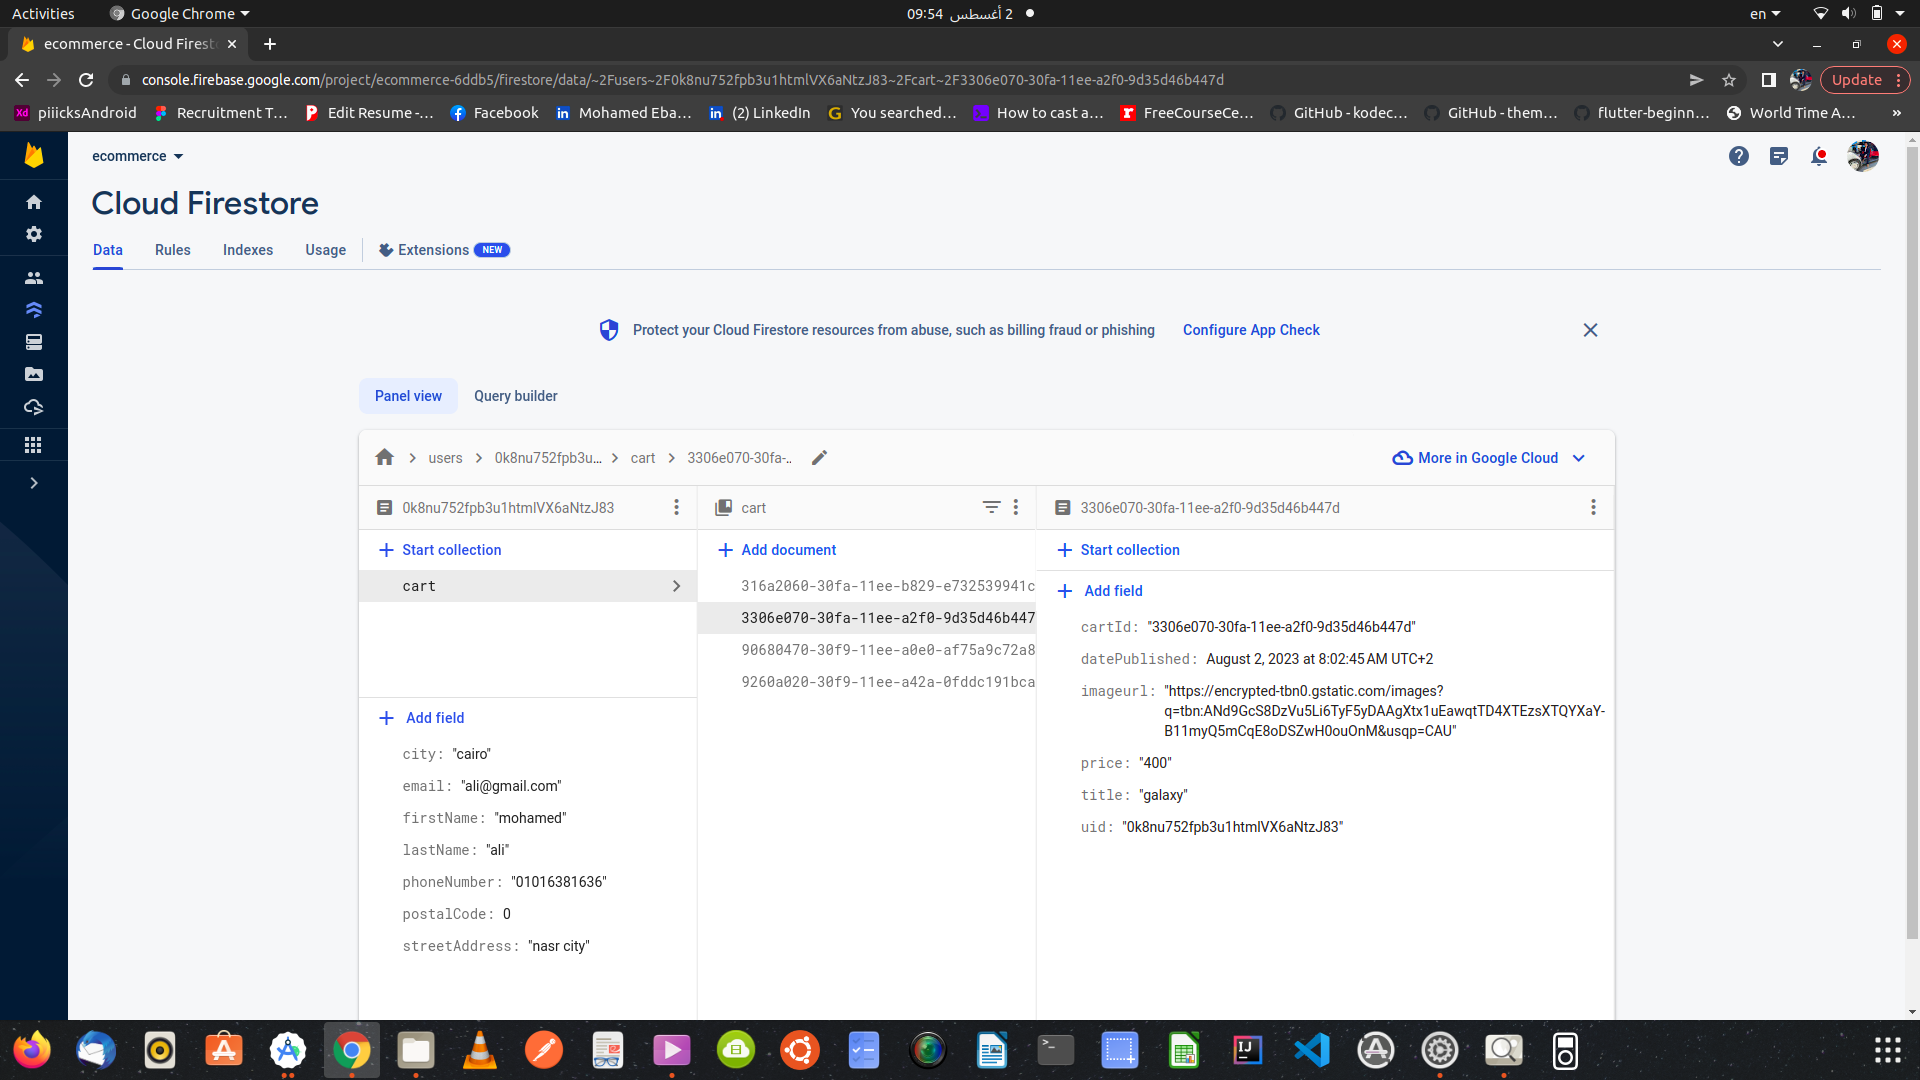 Activities
Google Chrome
2 أغسطس 09:54
en
ecommerce - Cloud Firest
console.firebase.google.com/project/ecommerce-6ddb5/firestore/data/~2Fusers~2F0k8nu752fpb3u1htmlVX6aNtzJ83~2Fcart~2F3306e070-30fa-11ee-a2f0-9d35d46b447d
Update
Xd piiicksAndroid
Recruitment T...
Edit Resume -...
Facebook
Mohamed Eba...
(2) LinkedIn
You searched...
How to cast a...
FreeCourseCe...
GitHub - kodec...
GitHub - them...
flutter-beginn...
World Time A...
»
ecommerce
Cloud Firestore
Data
Rules
Indexes
Usage
Extensions NEW
Protect your Cloud Firestore resources from abuse, such as billing fraud or phishing
Configure App Check
Panel view
Query builder
users
0k8nu752fpb3u...
cart
3306e070-30fa-..
More in Google Cloud
0k8nu752fpb3u1htmlVX6aNtzJ83
cart
3306e070-30fa-11ee-a2f0-9d35d46b447d
Start collection
Add document
Start collection
cart
316a2060-30fa-11ee-b829-e732539941c
3306e070-30fa-11ee-a2f0-9d35d46b447
90680470-30f9-11ee-a0e0-af75a9c72a8
9260a020-30f9-11ee-a42a-0fddc191bca
Add field
city: "cairo"
email: "ali@gmail.com"
firstName: "mohamed"
lastName: "ali"
phoneNumber: "01016381636"
postalCode: 0
streetAddress: "nasr city"
Add field
cartId: "3306e070-30fa-11ee-a2f0-9d35d46b447d"
datePublished: August 2, 2023 at 8:02:45 AM UTC+2
imageurl: "https://encrypted-tbn0.gstatic.com/images?
q=tbn:ANd9GcS8DzVu5Li6TyF5yDAAgXtx1uEawqtTD4XTEzsXTQYXaY-
B11myQ5mCqE8oDSZwH0ouOnM&usqp=CAU"
price: "400"
title: "galaxy"
uid: "0k8nu752fpb3u1htmlVX6aNtzJ83"